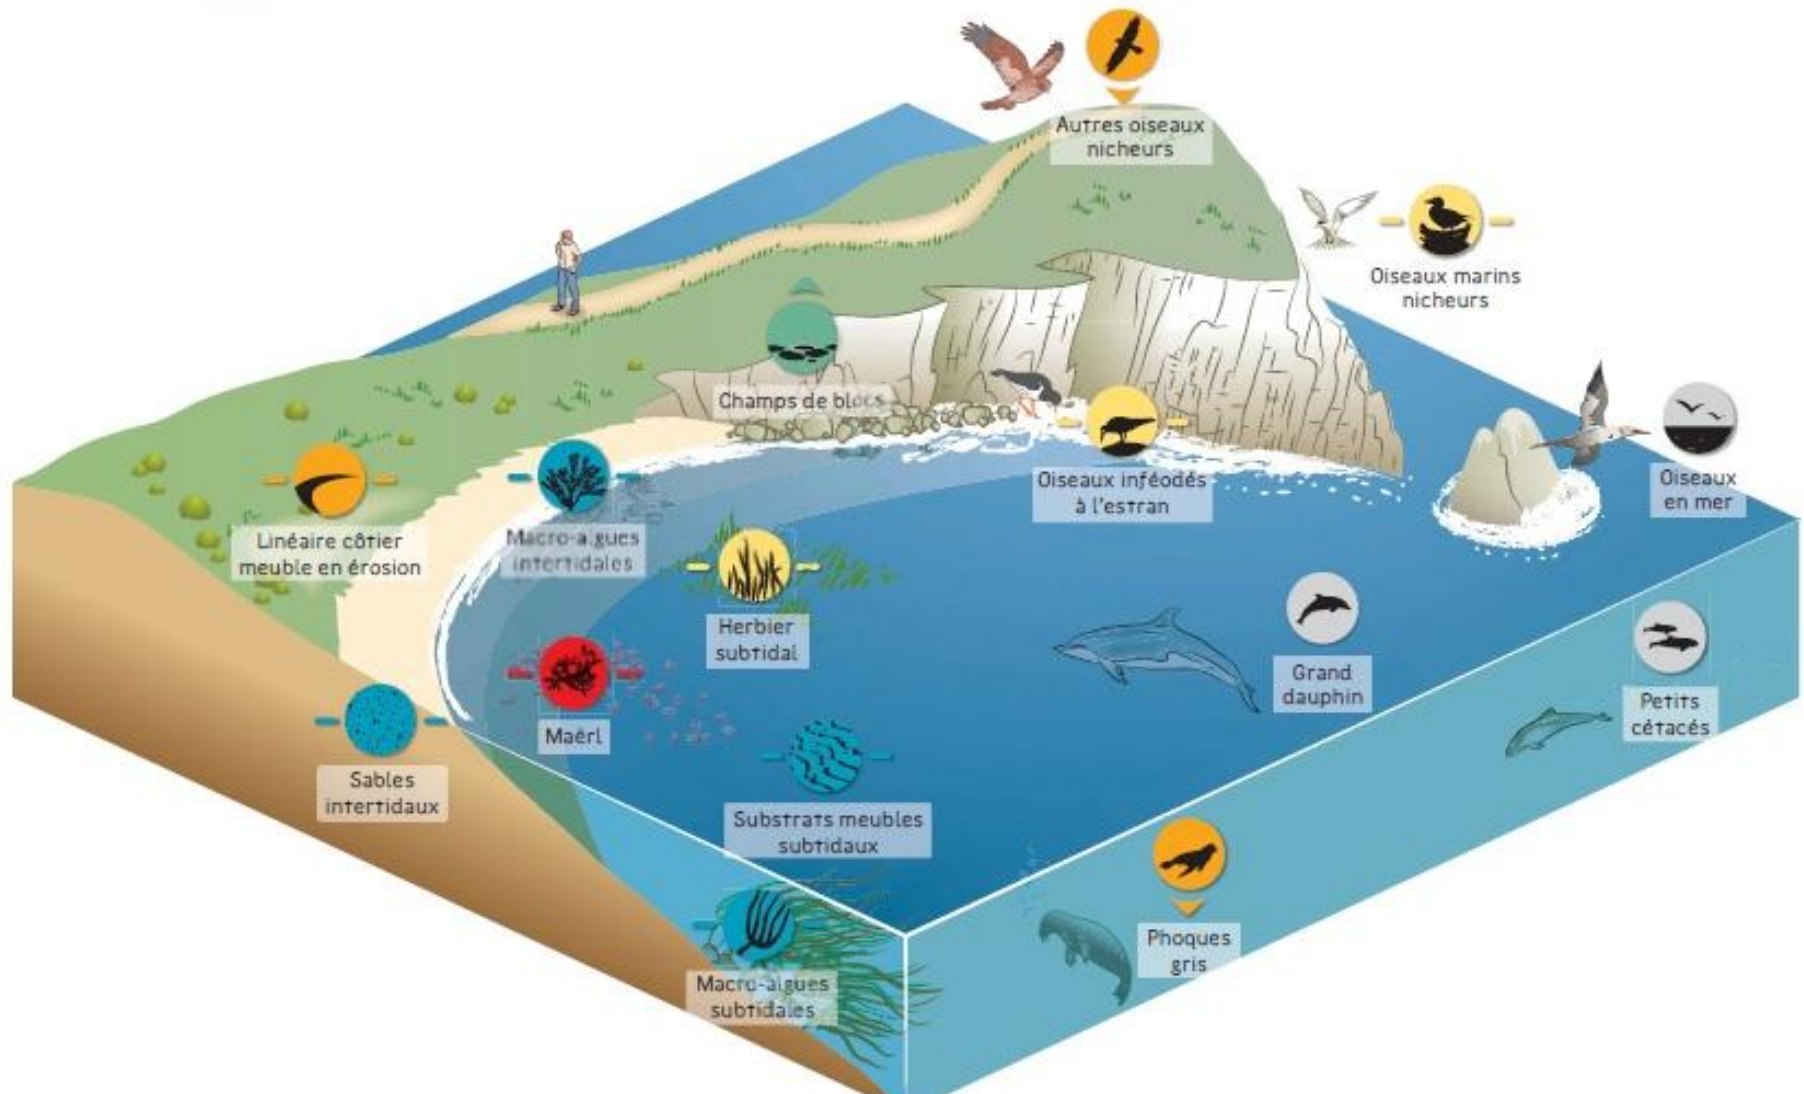 Autres oiseaux
nicheurs
Oiseaux marins
nicheurs
Champs de blocs
Oiseaux inféodés
à l'estran
Oiseaux
en mer
Linéaire côtier
meuble en érosion
Macro-algues
intertidales
Herbier
subtidal
Grand
dauphin
Petits
cétacés
Maërl
Sables
intertidaux
Substrats meubles
subtidaux
Phoques
gris
Macro-algues
subtidales